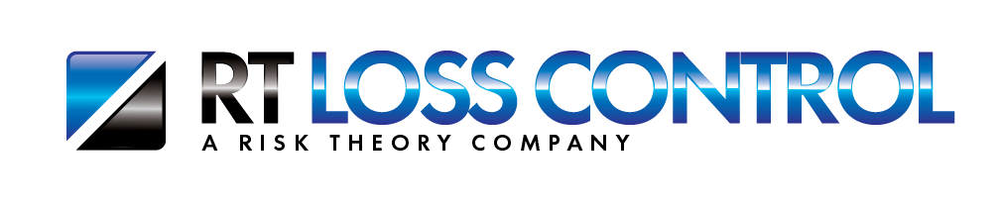 RT LOSS CONTROL
A RISK THEORY COMPANY